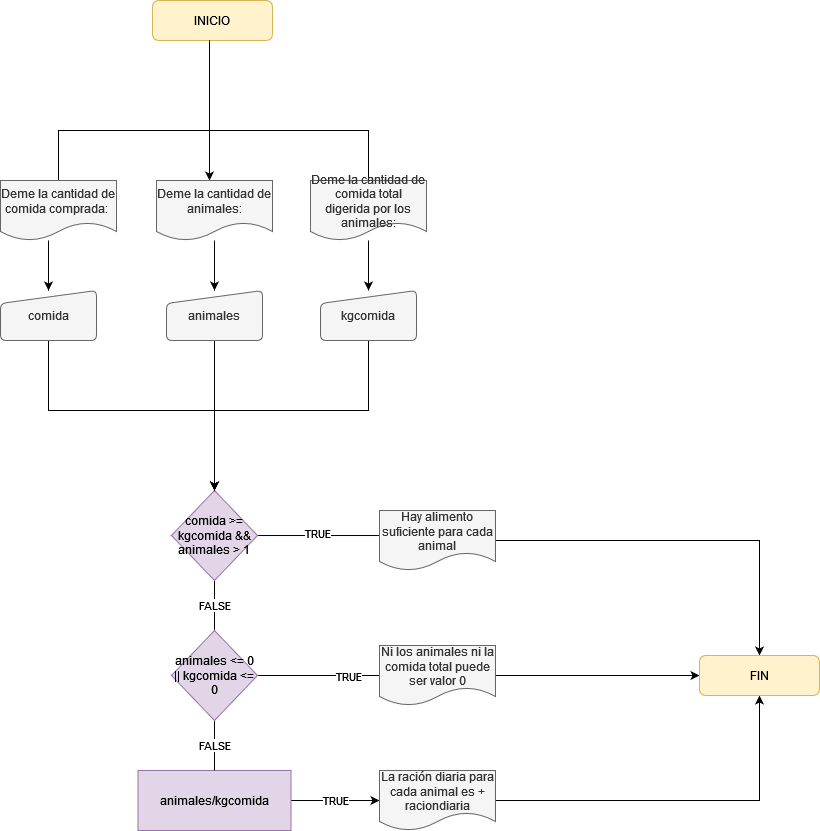 INICIO
Deme la cantidad de
comida comprada:
Deme la cantidad de
animales:
Deme la cantidad de
comida total
digerida por los
animales:
comida
animales
kgcomida
comida >=
kgcomida &&
animales > 1
TRUE
Hay alimento
suficiente para cada
animal
FALSE
animales <= 0
|| kgcomida <=
0
TRUE
Ni los animales ni la
comida total puede
ser valor 0
FIN
FALSE
animales/kgcomida
TRUE
La ración diaria para
cada animal es +
raciondiaria